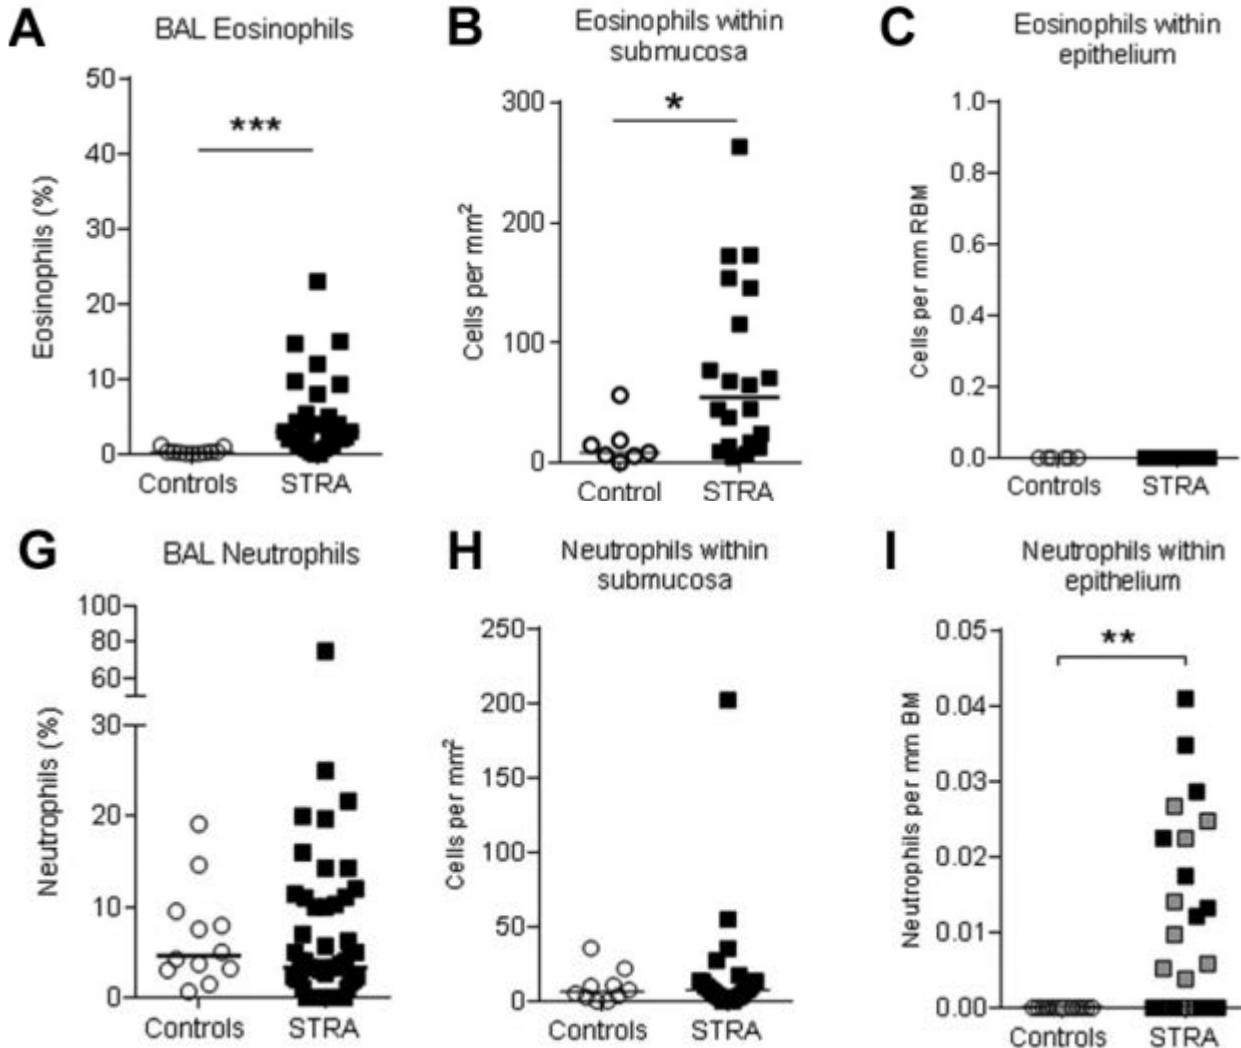 A
BAL Eosinophils
Eosinophils (%)
50
40
30
20
10
0
***
Controls
STRA
B
Eosinophils within
submucosa
Cells per mm²
300
200
100
0
*
Control
STRA
C
Eosinophils within
epithelium
Cells per mm RBM
1.0
0.8
0.6
0.4
0.2
0.0
Controls
STRA
G
BAL Neutrophils
Neutrophils (%)
100
80
60
30
20
10
0
Controls
STRA
H
Neutrophils within
submucosa
Cells per mm²
250
200
150
100
50
0
Controls
STRA
I
Neutrophils within
epithelium
Neutrophils per mm BM
0.05
0.04
0.03
0.02
0.01
0.00
**
Controls
STRA